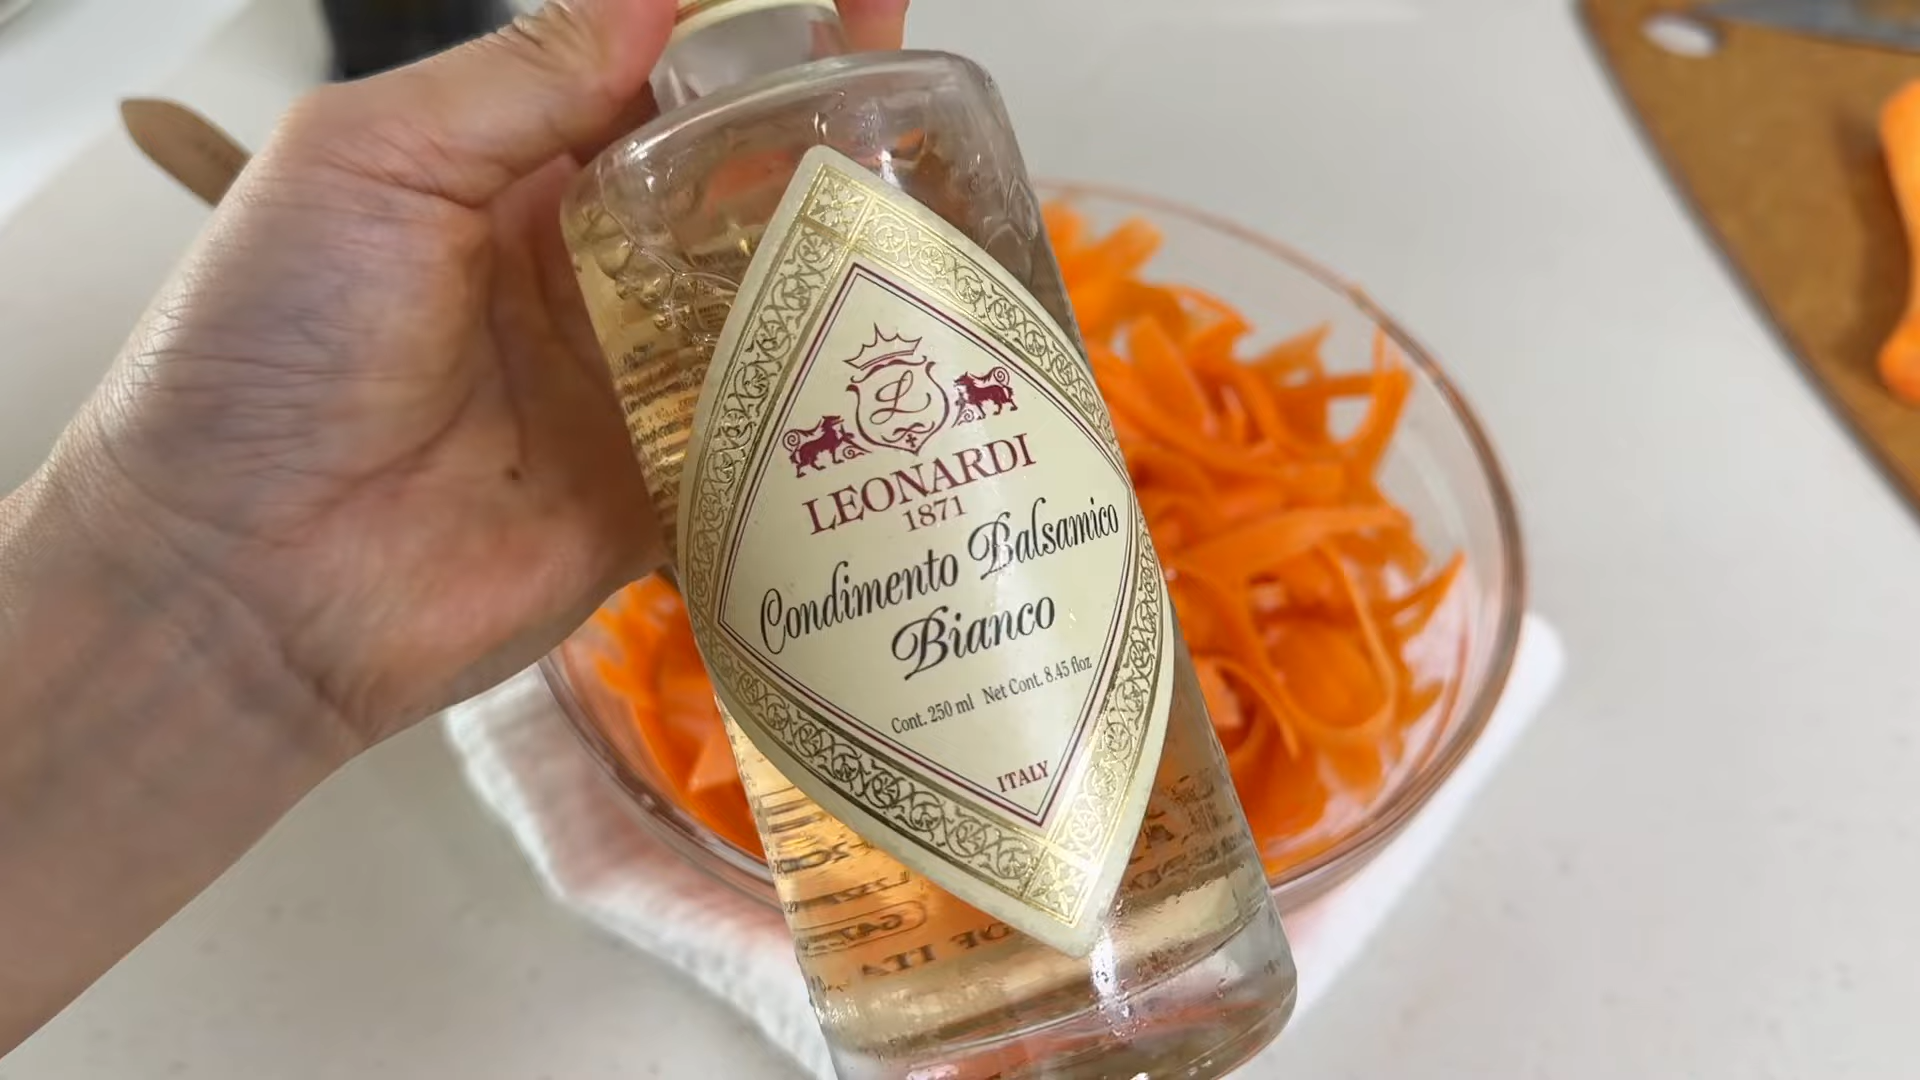 L
LEONARDI
1871
Condimento Balsamico
Bianco
Cont. 250 ml Net Cont. 8.45 floz
ITALY